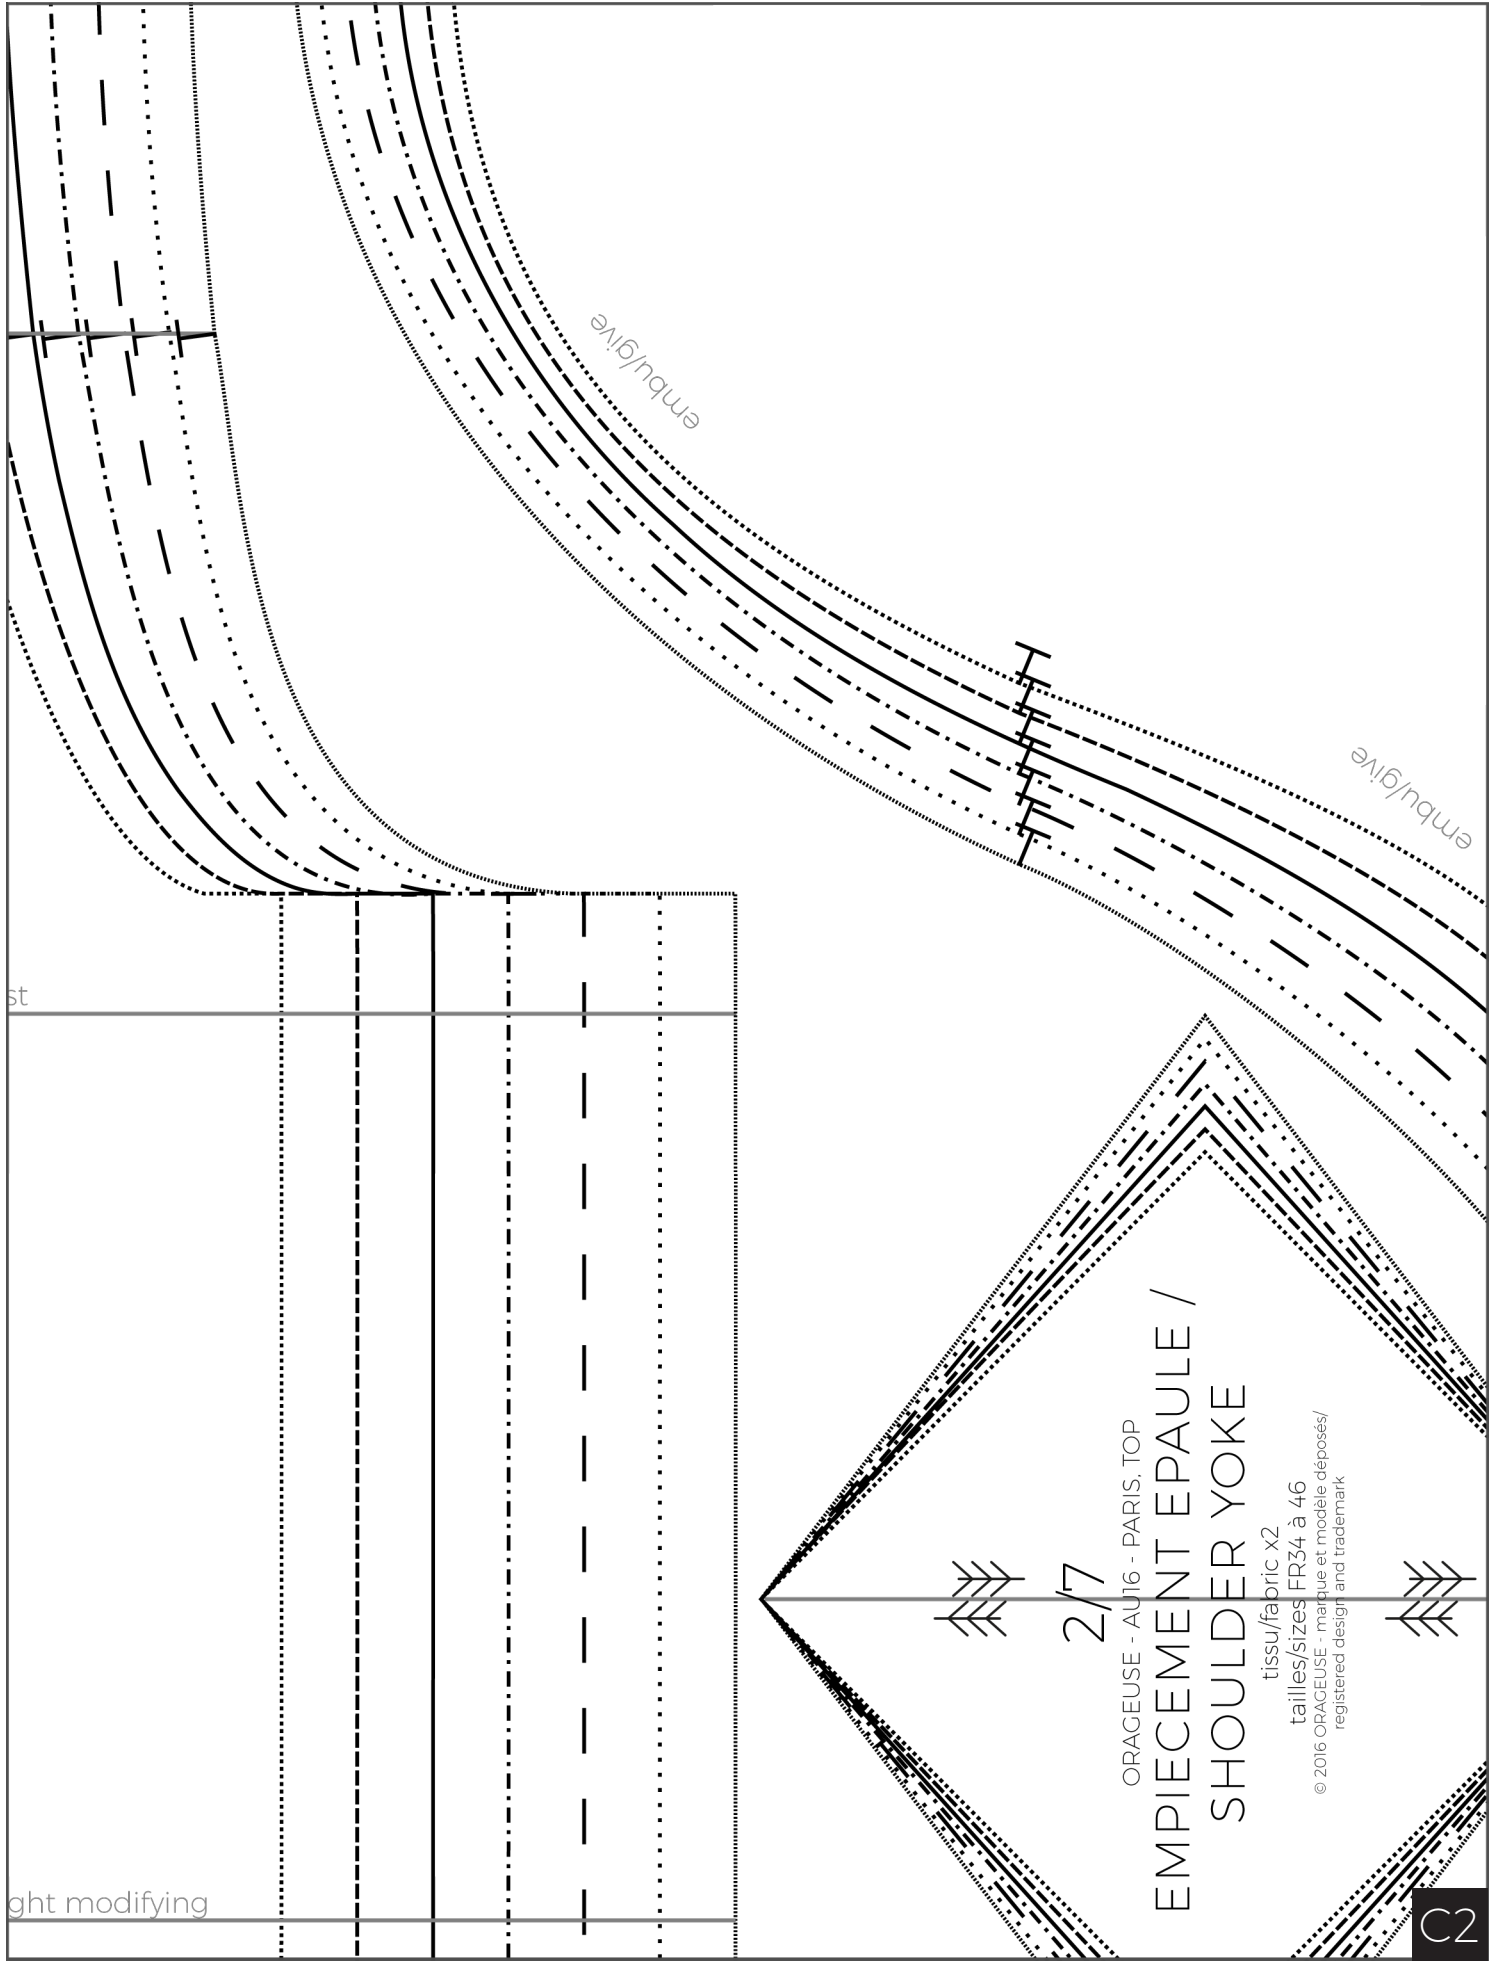 embu/give
embu/give
st
2/7
ORAGEUSE - AU16 - PARIS, TOP
EMPIECEMENT EPAULE /
SHOULDER YOKE
tissu/fabric x2
tailles/sizes FR34 à 46
© 2016 ORAGEUSE - marque et modèle déposés/
registered design and trademark
ght modifying
C2